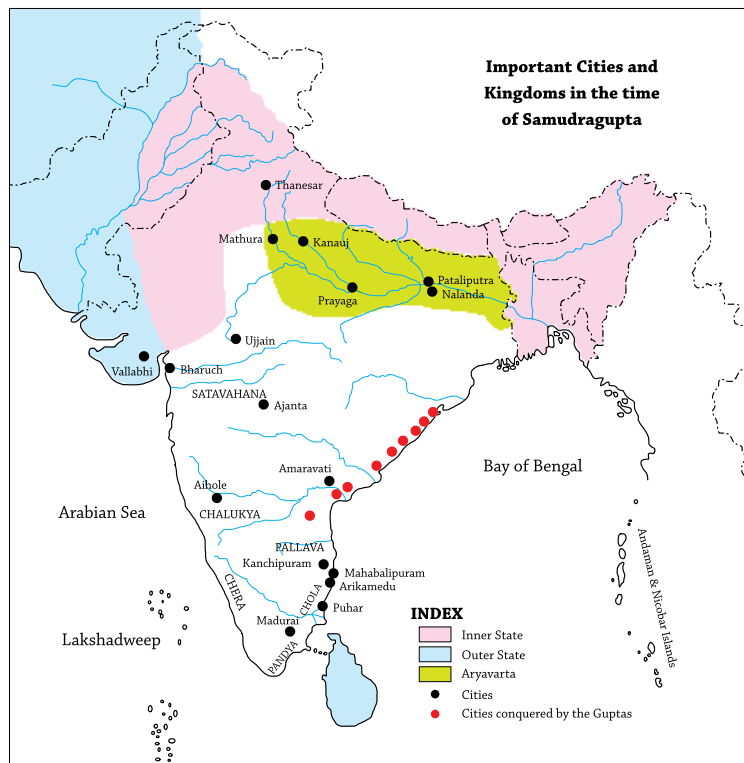 Important Cities and
Kingdoms in the time
of Samudragupta
Thanesar
Mathura
Kanauj
Pataliputra
Nalanda
Prayaga
Ujjain
Vallabhi
Bharuch
SATAVAHANA
Ajanta
Amaravati
Bay of Bengal
Aihole
Arabian Sea
CHALUKYA
PALLAVA
Kanchipuram
Mahabalipuram
Arikamedu
CHERA
CHOLA
Puhar
Andaman & Nicobar Islands
Madurai
Lakshadweep
PANDYA
INDEX
Inner State
Outer State
Aryavarta
Cities
Cities conquered by the Guptas